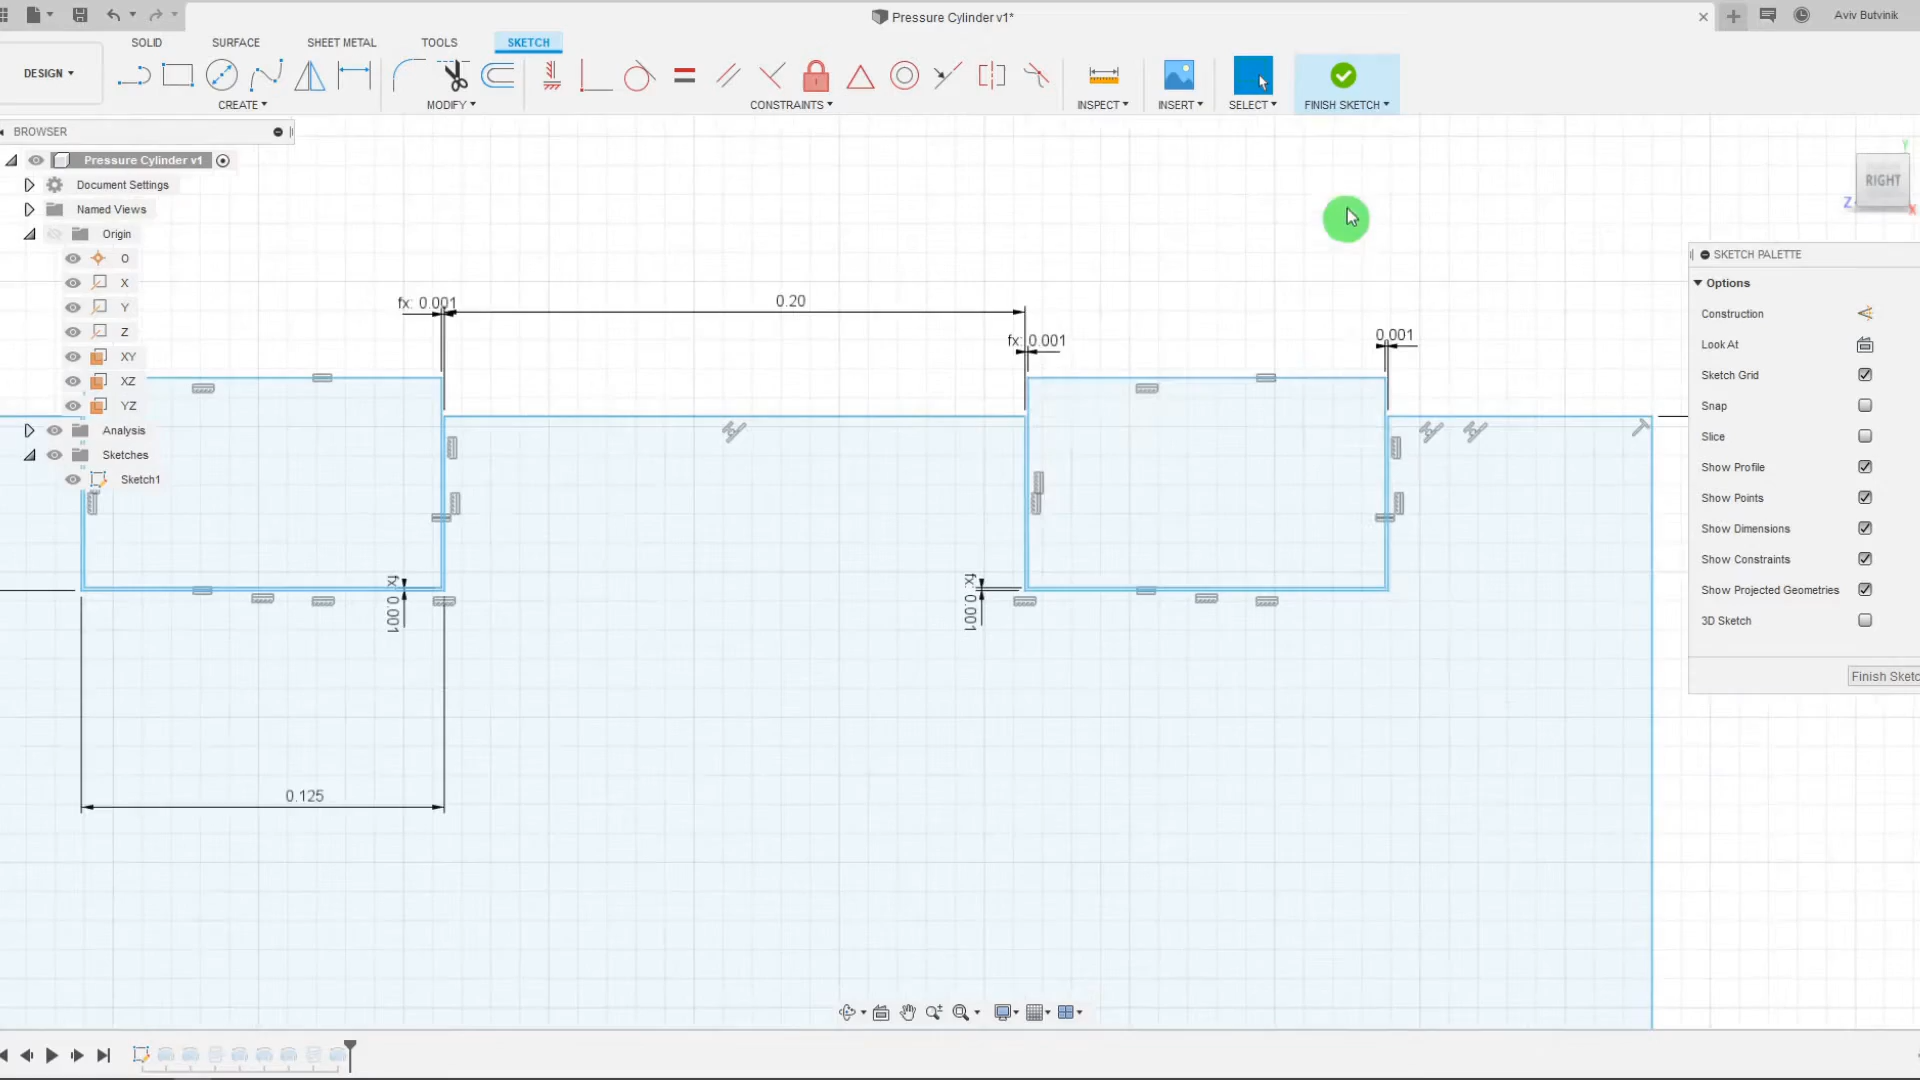 Pressure Cylinder v1*
Aviv Butvinik
SOLID
SURFACE
SHEET METAL
TOOLS
SKETCH
DESIGN
CREATE
MODIFY
CONSTRAINTS
INSPECT
INSERT
SELECT
FINISH SKETCH
BROWSER
Pressure Cylinder v1
Document Settings
Named Views
Origin
O
X
Y
Z
XY
XZ
YZ
Analysis
Sketches
Sketch1
fx: 0.001
0.20
fx: 0.001
0.001
fx: 0.001
fx: 0.001
0.125
Y
RIGHT
Z
X
SKETCH PALETTE
Options
Construction
Look At
Sketch Grid
Snap
Slice
Show Profile
Show Points
Show Dimensions
Show Constraints
Show Projected Geometries
3D Sketch
Finish Sketc